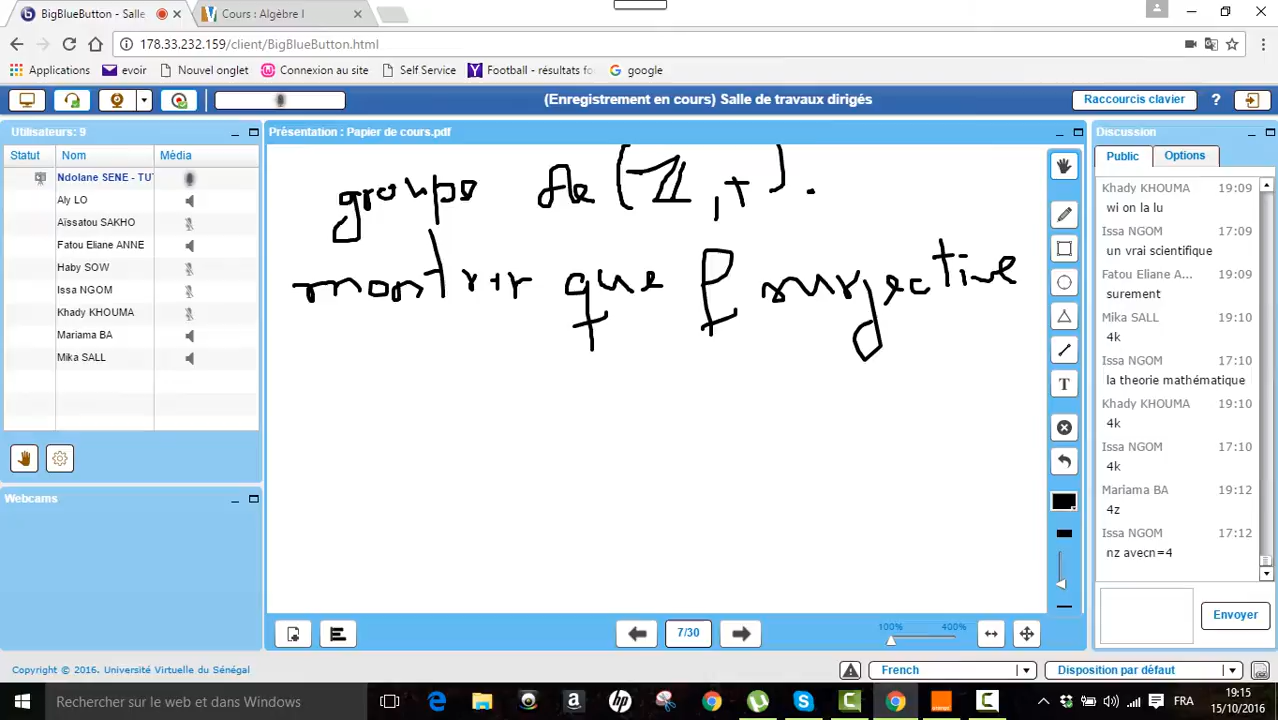 BigBlueButton - Salle
Cours : Algèbre I
178.33.232.159/client/BigBlueButton.html
Applications envoir Nouvel onglet Connexion au site Self Service Football - résultats fo google
(Enregistrement en cours) Salle de travaux dirigés
Raccourcis clavier ?
Utilisateurs: 9
Statut Nom Média
Ndolane SENE - TU
Aly LO
Aïssatou SAKHO
Fatou Eliane ANNE
Haby SOW
Issa NGOM
Khady KHOUMA
Mariama BA
Mika SALL
Webcams
Présentation : Papier de cours.pdf
groupe de (Z,+).
montrer que f surjective
T
7/30
100% 400%
Discussion
Public Options
Khady KHOUMA 19:09
wi on la lu
Issa NGOM 17:09
un vrai scientifique
Fatou Eliane A... 19:09
surement
Mika SALL 19:10
4k
Issa NGOM 17:10
la theorie mathématique
Khady KHOUMA 19:10
4k
Issa NGOM 17:10
4k
Mariama BA 19:12
4z
Issa NGOM 17:12
nz avecn=4
Envoyer
Copyright © 2016. Université Virtuelle du Sénégal
French
Disposition par défaut
Rechercher sur le web et dans Windows
FRA
19:15
15/10/2016